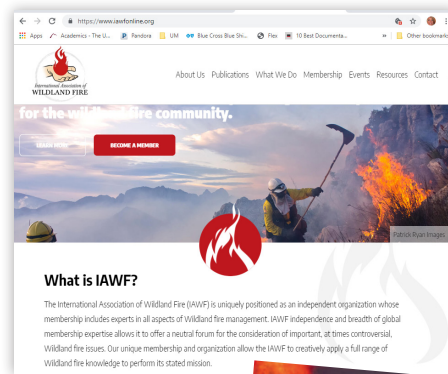 https://www.iawfonline.org
Apps Academics - The U... Pandora UM Blue Cross Blue Shi... Flex 10 Best Documenta... » Other bookmarks
International Association of
WILDLAND FIRE
About Us Publications What We Do Membership Events Resources Contact
for the wildland fire community.
LEARN MORE BECOME A MEMBER
Patrick Ryan Images
What is IAWF?
The International Association of Wildland Fire (IAWF) is uniquely positioned as an independent organization whose
membership includes experts in all aspects of Wildland fire management. IAWF independence and breadth of global
membership expertise allows it to offer a neutral forum for the consideration of important, at times controversial,
Wildland fire issues. Our unique membership and organization allow the IAWF to creatively apply a full range of
Wildland fire knowledge to perform its stated mission.